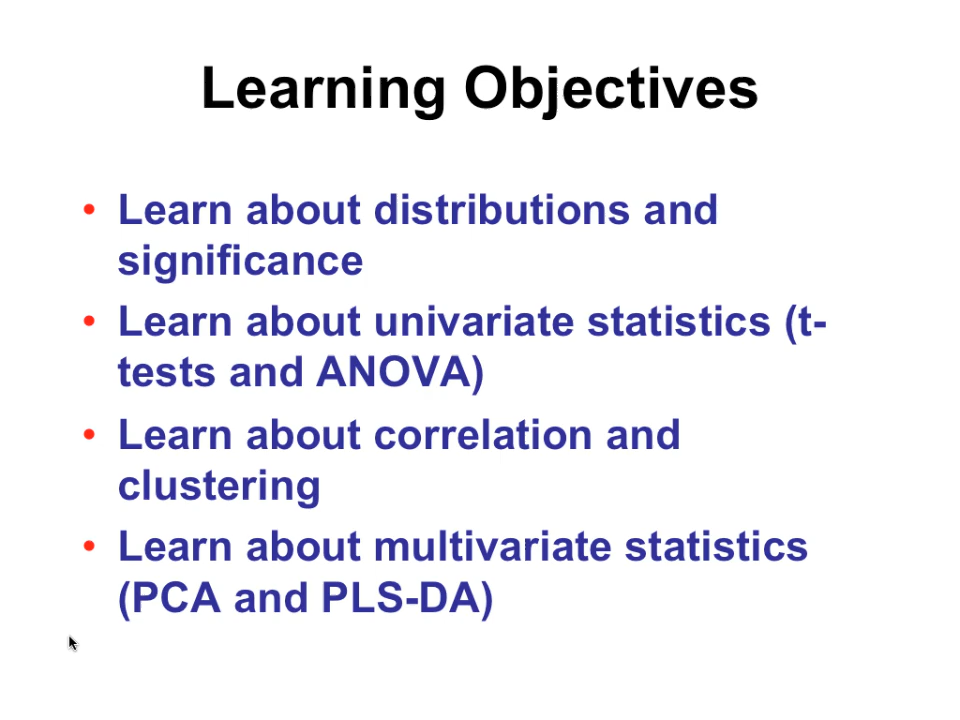 Learning Objectives
• Learn about distributions and
significance
• Learn about univariate statistics (t-
tests and ANOVA)
• Learn about correlation and
clustering
• Learn about multivariate statistics
(PCA and PLS-DA)